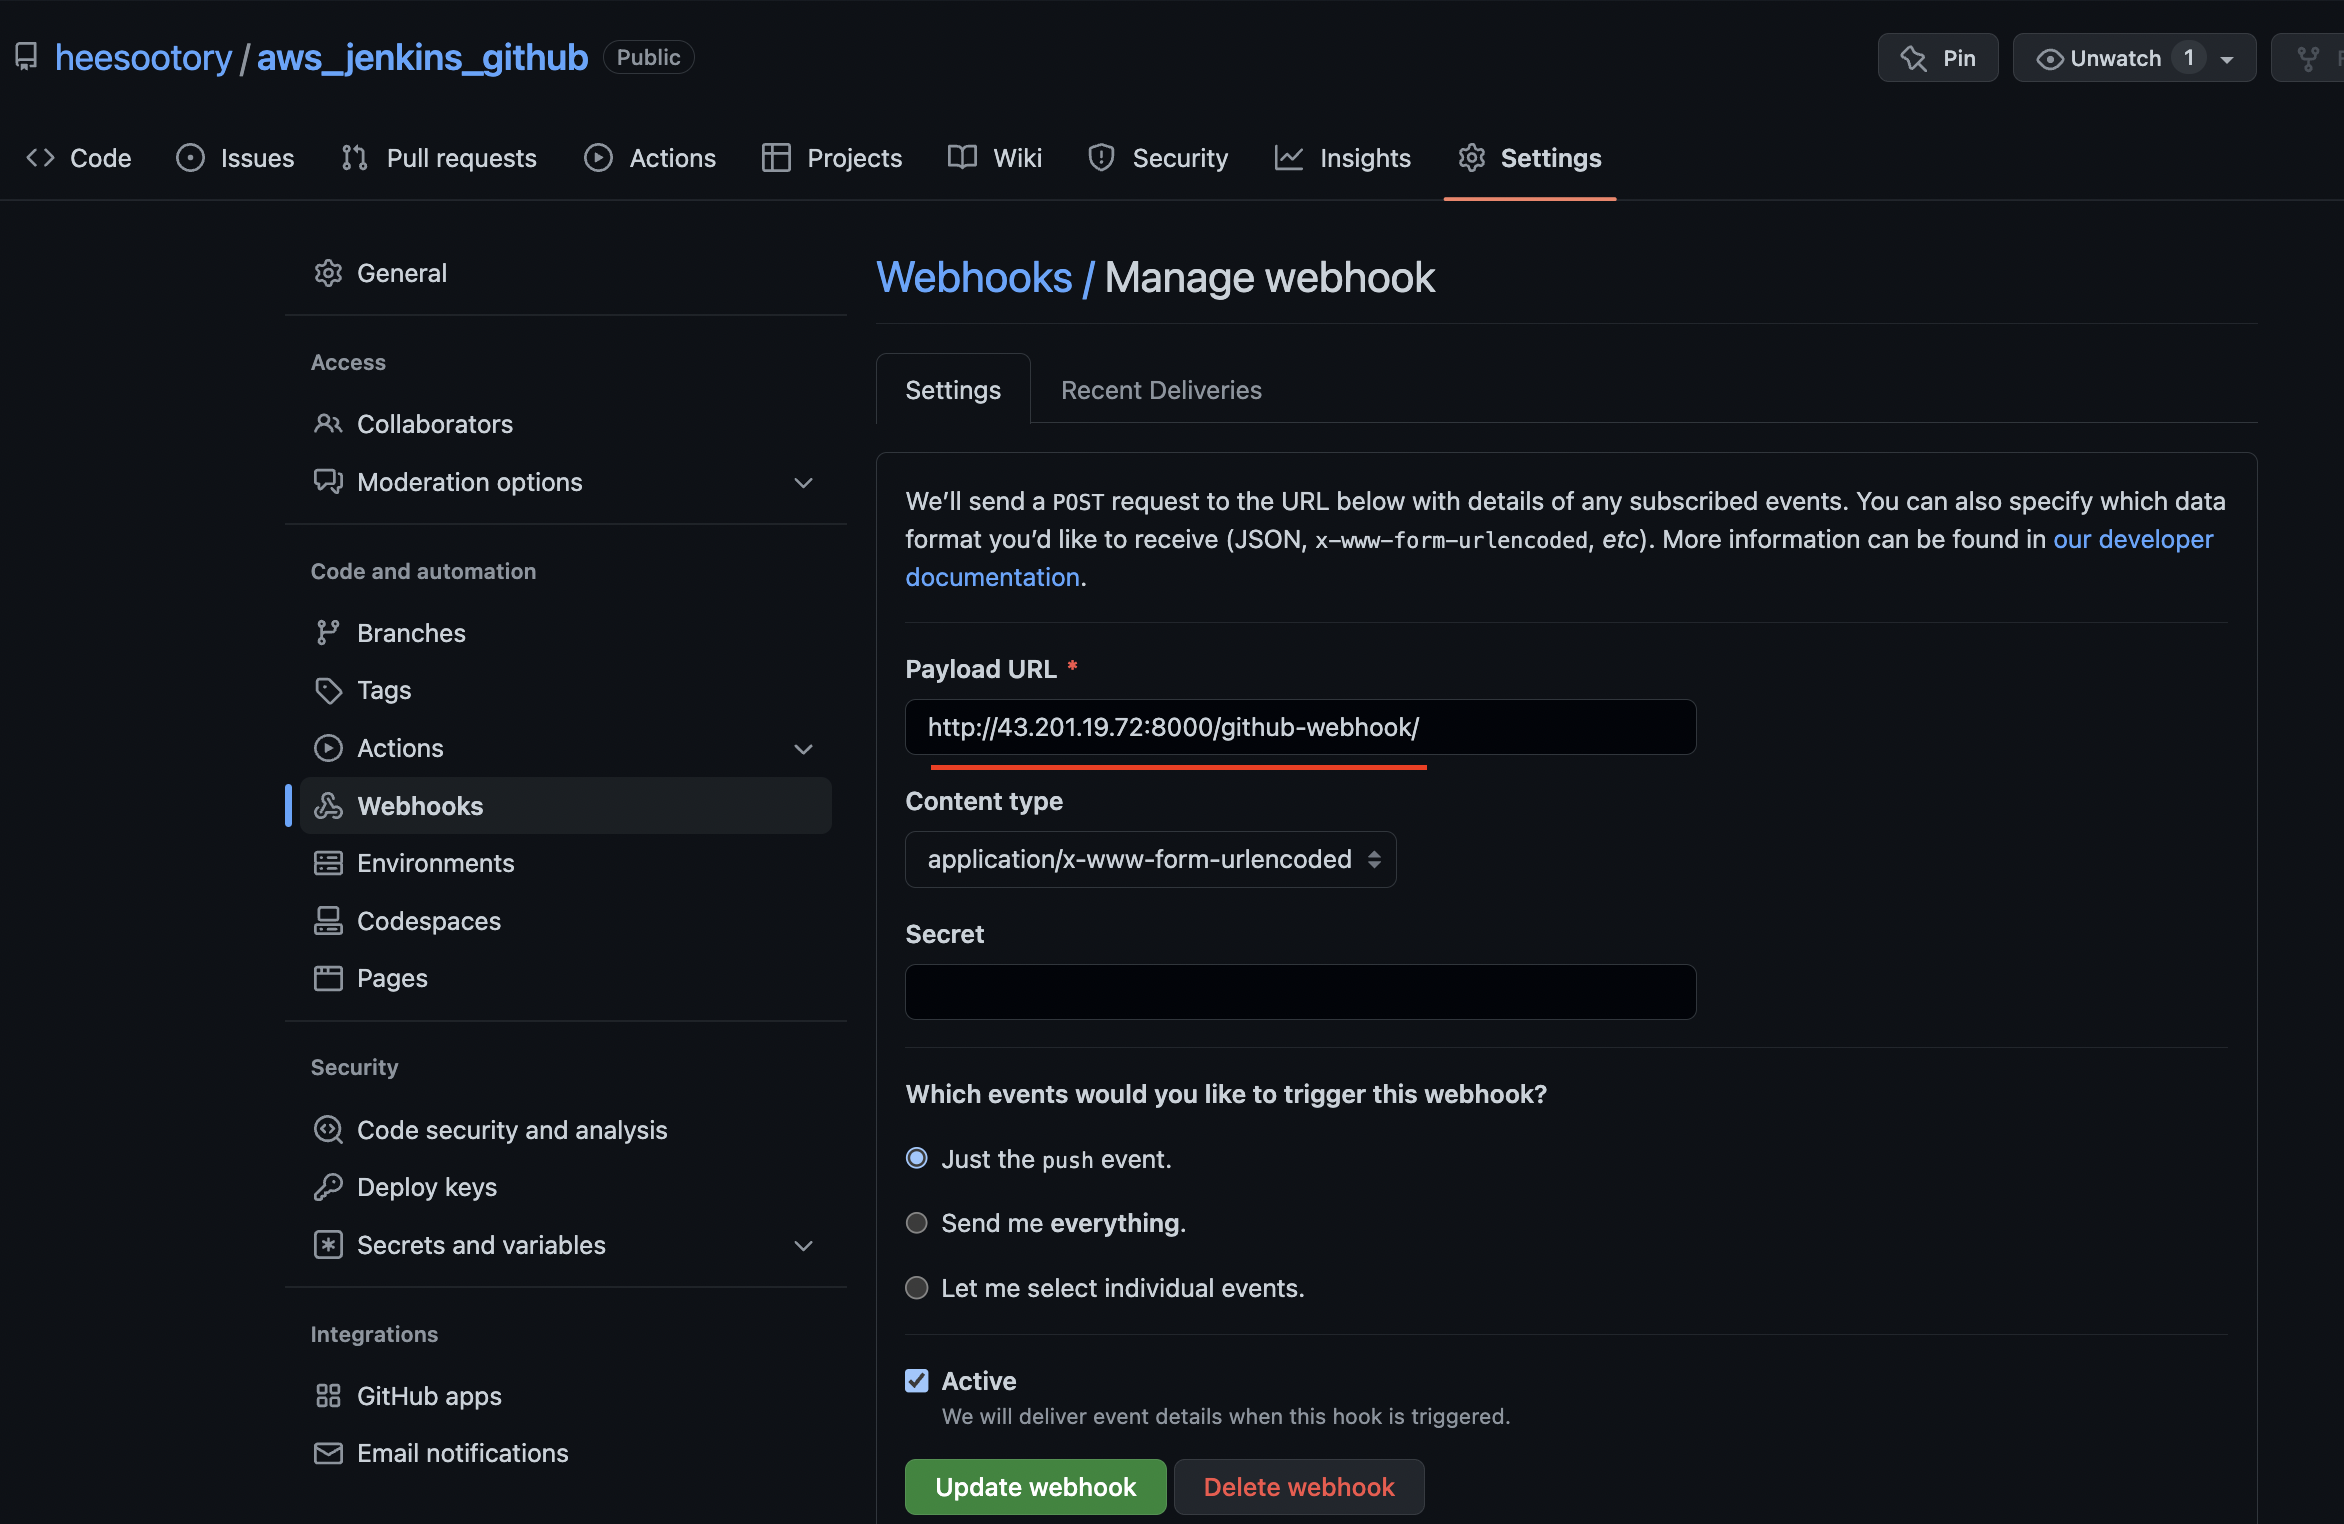 heesootory / aws_jenkins_github Public
Pin
Unwatch 1
Code
Issues
Pull requests
Actions
Projects
Wiki
Security
Insights
Settings
General
Access
Collaborators
Moderation options
Code and automation
Branches
Tags
Actions
Webhooks
Environments
Codespaces
Pages
Security
Code security and analysis
Deploy keys
Secrets and variables
Integrations
GitHub apps
Email notifications
Webhooks / Manage webhook
Settings
Recent Deliveries
We’ll send a POST request to the URL below with details of any subscribed events. You can also specify which data
format you’d like to receive (JSON, x-www-form-urlencoded, etc). More information can be found in our developer
documentation.
Payload URL *
http://43.201.19.72:8000/github-webhook/
Content type
application/x-www-form-urlencoded
Secret
Which events would you like to trigger this webhook?
Just the push event.
Send me everything.
Let me select individual events.
Active
We will deliver event details when this hook is triggered.
Update webhook
Delete webhook